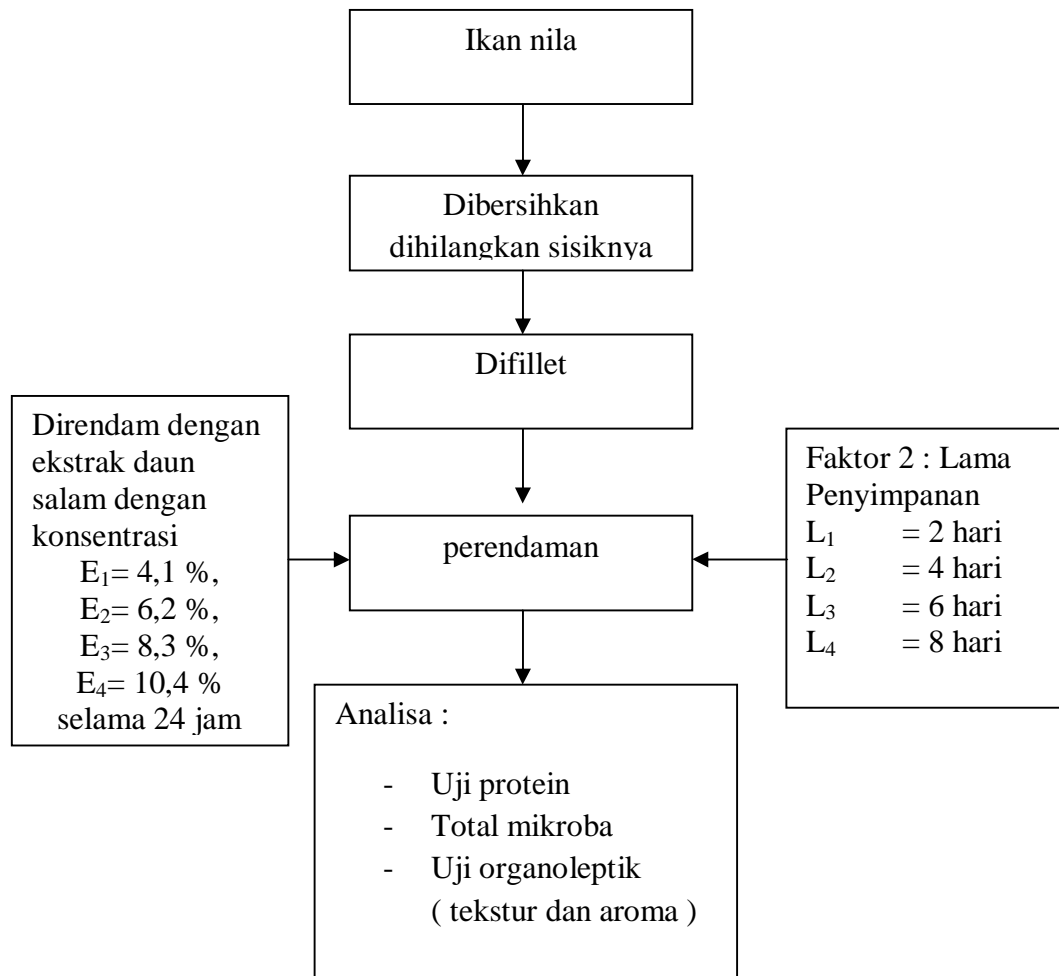 Ikan nila
Dibersihkan
dihilangkan sisiknya
Difillet
Direndam dengan
ekstrak daun
salam dengan
konsentrasi
E₁= 4,1 %,
E₂= 6,2 %,
E₃= 8,3 %,
E₄= 10,4 %
selama 24 jam
perendaman
Faktor 2 : Lama
Penyimpanan
L₁ = 2 hari
L₂ = 4 hari
L₃ = 6 hari
L₄ = 8 hari
Analisa :
- Uji protein
- Total mikroba
- Uji organoleptik
( tekstur dan aroma )